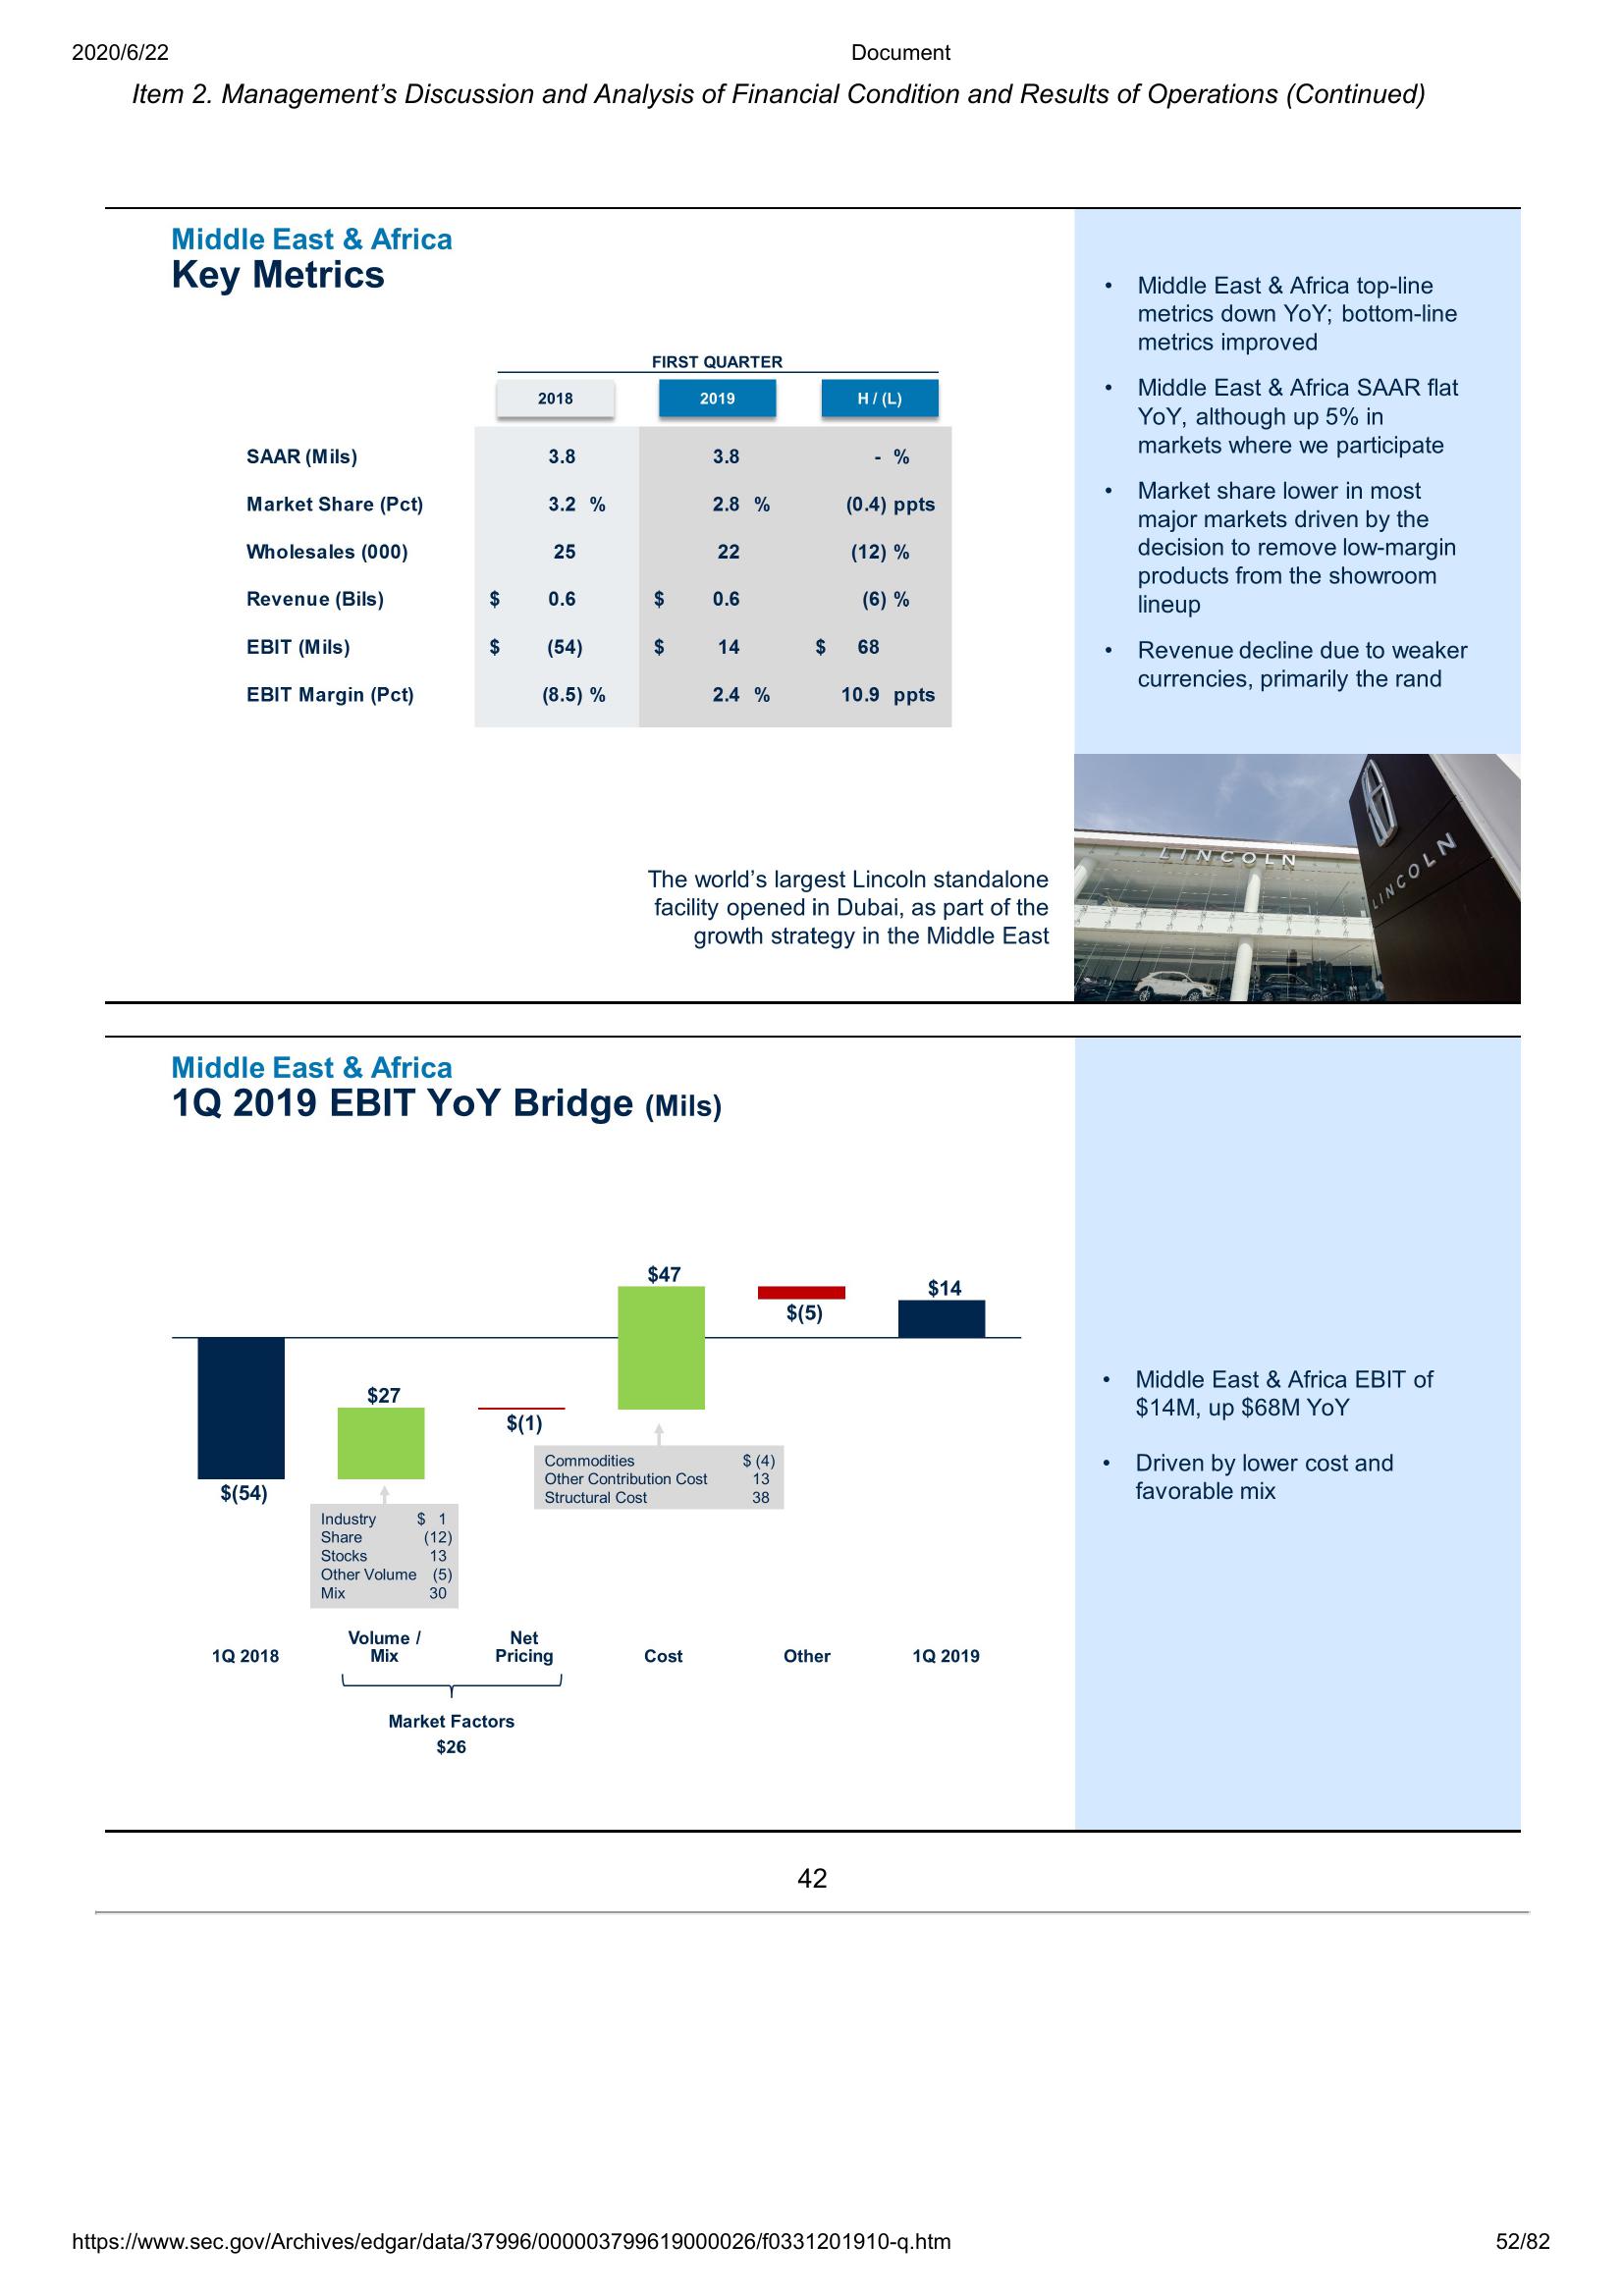 2020/6/22 Document
Item 2. Management’s Discussion and Analysis of Financial Condition and Results of Operations (Continued)
Middle East & Africa
Key Metrics
FIRST QUARTER
2018 2019 H / (L)
SAAR (Mils) 3.8 3.8 - %
Market Share (Pct) 3.2 % 2.8 % (0.4) ppts
Wholesales (000) 25 22 (12) %
Revenue (Bils) $ 0.6 $ 0.6 (6) %
EBIT (Mils) $ (54) $ 14 $ 68
EBIT Margin (Pct) (8.5) % 2.4 % 10.9 ppts
• Middle East & Africa top-line
metrics down YoY; bottom-line
metrics improved
• Middle East & Africa SAAR flat
YoY, although up 5% in
markets where we participate
• Market share lower in most
major markets driven by the
decision to remove low-margin
products from the showroom
lineup
• Revenue decline due to weaker
currencies, primarily the rand
The world’s largest Lincoln standalone
facility opened in Dubai, as part of the
growth strategy in the Middle East
LINCOLN
LINCOLN
Middle East & Africa
1Q 2019 EBIT YoY Bridge (Mils)
$(54)
$27
$(1)
$47
$(5)
$14
Industry $ 1
Share (12)
Stocks 13
Other Volume (5)
Mix 30
Commodities $ (4)
Other Contribution Cost 13
Structural Cost 38
1Q 2018
Volume /
Mix
Net
Pricing
Cost
Other
1Q 2019
Market Factors
$26
• Middle East & Africa EBIT of
$14M, up $68M YoY
• Driven by lower cost and
favorable mix
42
https://www.sec.gov/Archives/edgar/data/37996/000003799619000026/f0331201910-q.htm 52/82